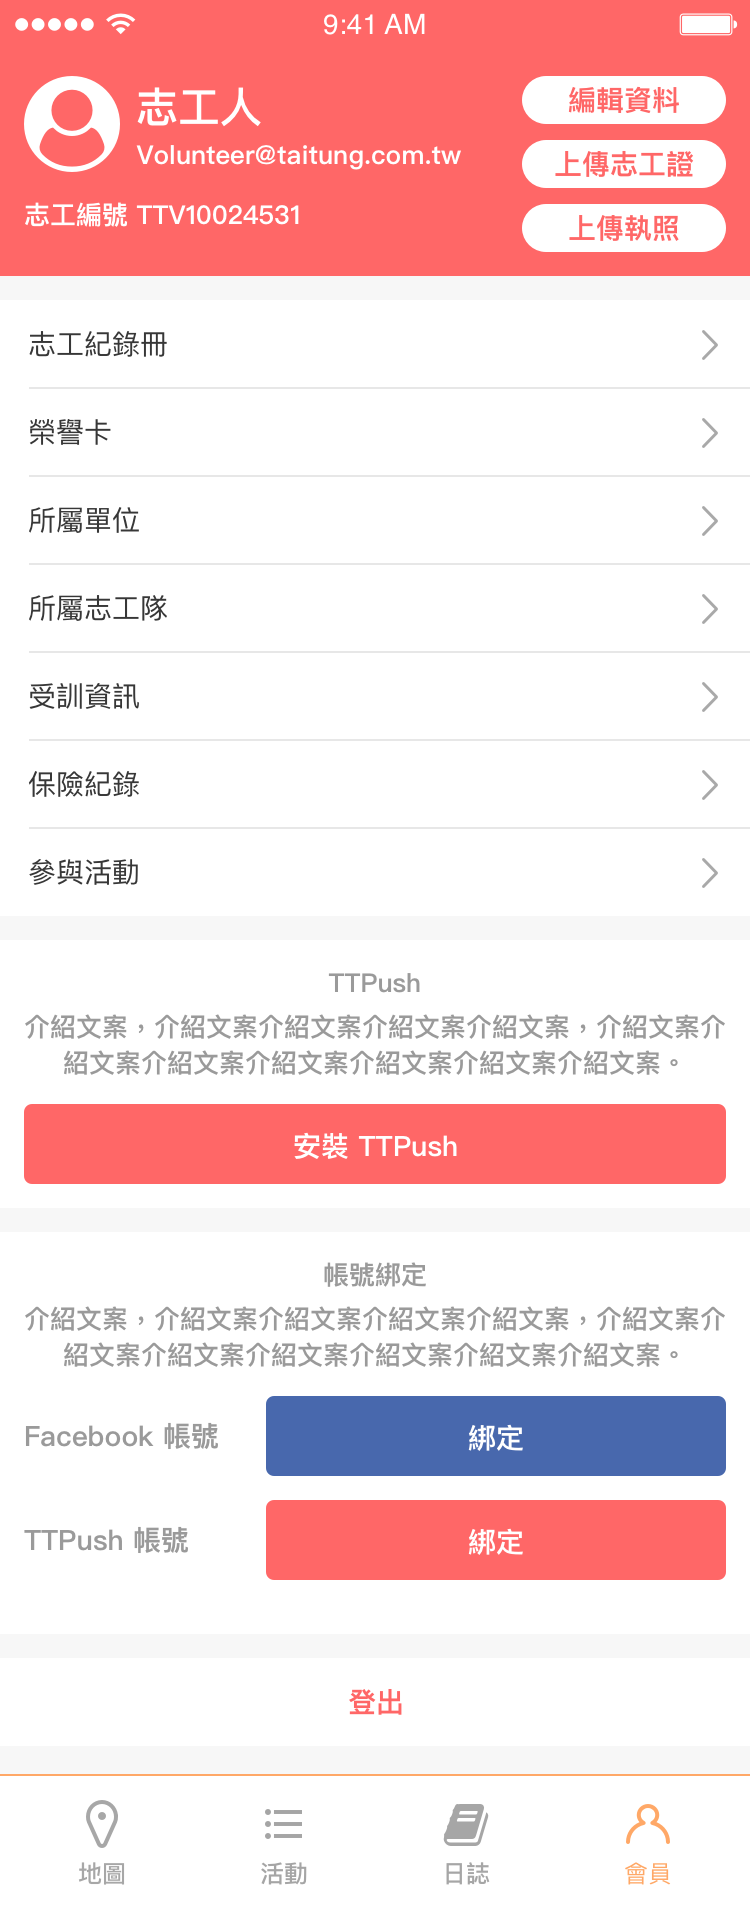 9:41 AM
志工人
Volunteer@taitung.com.tw
志工編號 TTV10024531
編輯資料
上傳志工證
上傳執照
志工紀錄冊
榮譽卡
所屬單位
所屬志工隊
受訓資訊
保險紀錄
參與活動
TTPush
介紹文案，介紹文案介紹文案介紹文案介紹文案，介紹文案介
紹文案介紹文案介紹文案介紹文案介紹文案介紹文案。
安裝 TTPush
帳號綁定
介紹文案，介紹文案介紹文案介紹文案介紹文案，介紹文案介
紹文案介紹文案介紹文案介紹文案介紹文案介紹文案。
Facebook 帳號
綁定
TTPush 帳號
綁定
登出
地圖
活動
日誌
會員